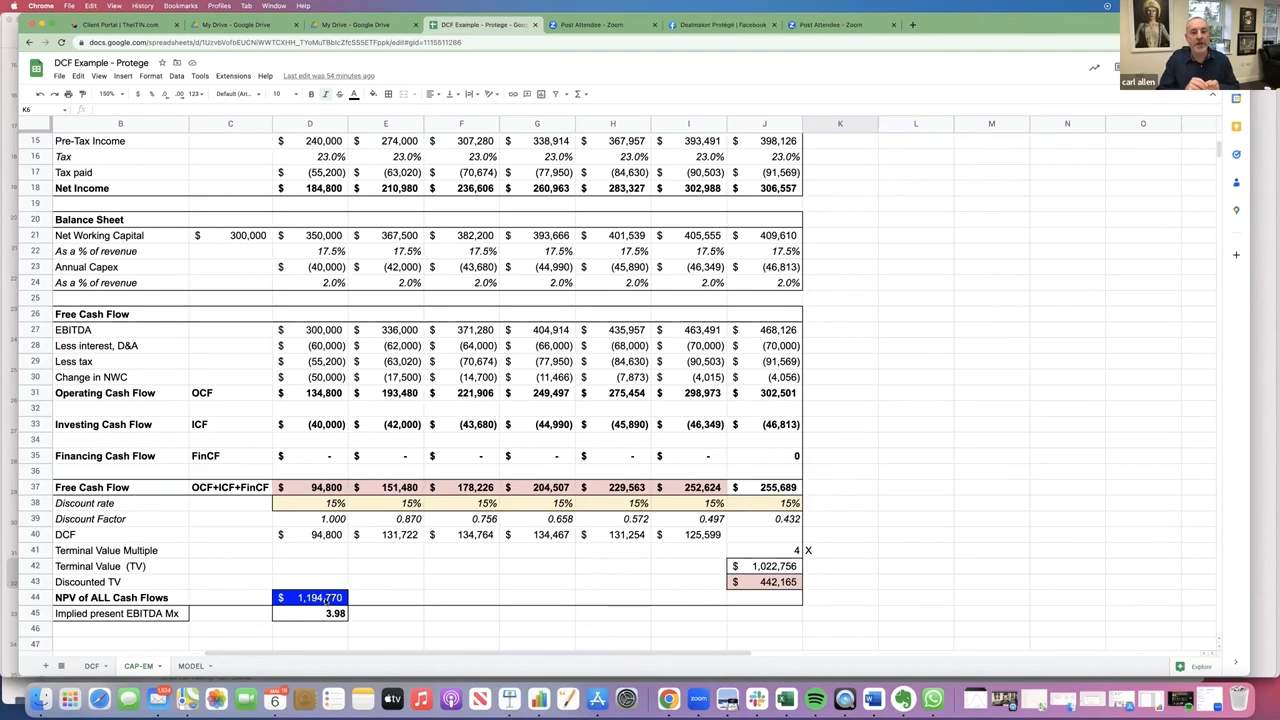 Chrome File Edit View History Bookmarks Profiles Tab Window Help
Client Portal | TheITIN.com My Drive - Google Drive My Drive - Google Drive DCF Example - Protege - Goo Post Attendee - Zoom Dealmaker Protégé | Facebook Post Attendee - Zoom
DCF Example - Protege
File Edit View Insert Format Data Tools Extensions Help Last edit was 54 minutes ago
150% $ % .0 .00 123 Default (Ari... 10 B I S A
carl allen
K6
B C D E F G H I J K L M N O
15 Pre-Tax Income $ 240,000 $ 274,000 $ 307,280 $ 338,914 $ 367,957 $ 393,491 $ 398,126
16 Tax 23.0% 23.0% 23.0% 23.0% 23.0% 23.0% 23.0%
17 Tax paid $ (55,200) $ (63,020) $ (70,674) $ (77,950) $ (84,630) $ (90,503) $ (91,569)
18 Net Income $ 184,800 $ 210,980 $ 236,606 $ 260,963 $ 283,327 $ 302,988 $ 306,557
19
20 Balance Sheet
21 Net Working Capital $ 300,000 $ 350,000 $ 367,500 $ 382,200 $ 393,666 $ 401,539 $ 405,555 $ 409,610
22 As a % of revenue 17.5% 17.5% 17.5% 17.5% 17.5% 17.5% 17.5%
23 Annual Capex $ (40,000) $ (42,000) $ (43,680) $ (44,990) $ (45,890) $ (46,349) $ (46,813)
24 As a % of revenue 2.0% 2.0% 2.0% 2.0% 2.0% 2.0% 2.0%
25
26 Free Cash Flow
27 EBITDA $ 300,000 $ 336,000 $ 371,280 $ 404,914 $ 435,957 $ 463,491 $ 468,126
28 Less interest, D&A $ (60,000) $ (62,000) $ (64,000) $ (66,000) $ (68,000) $ (70,000) $ (70,000)
29 Less tax $ (55,200) $ (63,020) $ (70,674) $ (77,950) $ (84,630) $ (90,503) $ (91,569)
30 Change in NWC $ (50,000) $ (17,500) $ (14,700) $ (11,466) $ (7,873) $ (4,015) $ (4,056)
31 Operating Cash Flow OCF $ 134,800 $ 193,480 $ 221,906 $ 249,497 $ 275,454 $ 298,973 $ 302,501
32
33 Investing Cash Flow ICF $ (40,000) $ (42,000) $ (43,680) $ (44,990) $ (45,890) $ (46,349) $ (46,813)
34
35 Financing Cash Flow FinCF $ - $ - $ - $ - $ - $ - 0
36
37 Free Cash Flow OCF+ICF+FinCF $ 94,800 $ 151,480 $ 178,226 $ 204,507 $ 229,563 $ 252,624 $ 255,689
38 Discount rate 15% 15% 15% 15% 15% 15% 15%
39 Discount Factor 1.000 0.870 0.756 0.658 0.572 0.497 0.432
40 DCF $ 94,800 $ 131,722 $ 134,764 $ 134,467 $ 131,254 $ 125,599
41 Terminal Value Multiple 4 X
42 Terminal Value (TV) $ 1,022,756
43 Discounted TV $ 442,165
44 NPV of ALL Cash Flows $ 1,194,770
45 Implied present EBITDA Mx 3.98
46
47
DCF CAP-EM MODEL Explore
1,534 MAR 6 tv zoom